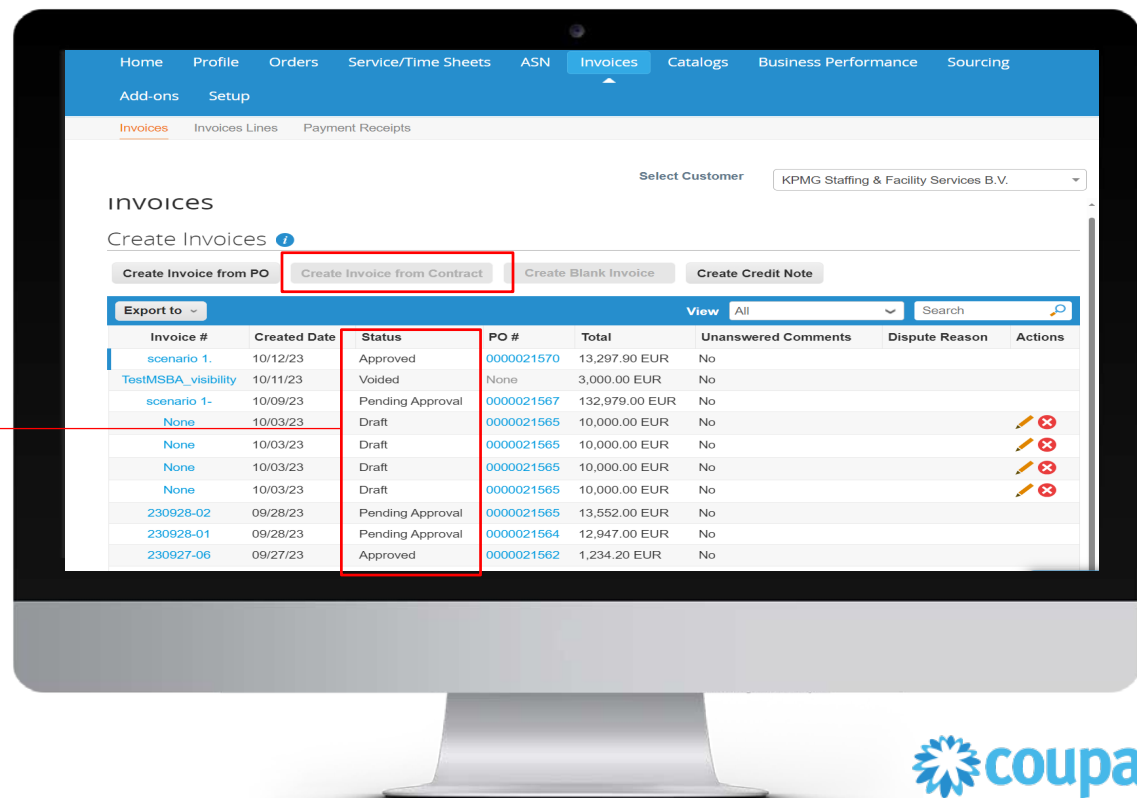 Home Profile Orders Service/Time Sheets ASN Invoices Catalogs Business Performance Sourcing
Add-ons Setup
Invoices Invoices Lines Payment Receipts
Select Customer KPMG Staffing & Facility Services B.V.
Invoices
Create Invoices i
Create Invoice from PO Create Invoice from Contract Create Blank Invoice Create Credit Note
Export to View All Search
Invoice # Created Date Status PO # Total Unanswered Comments Dispute Reason Actions
scenario 1. 10/12/23 Approved 0000021570 13,297.90 EUR No
TestMSBA_visibility 10/11/23 Voided None 3,000.00 EUR No
scenario 1- 10/09/23 Pending Approval 0000021567 132,979.00 EUR No
None 10/03/23 Draft 0000021565 10,000.00 EUR No
None 10/03/23 Draft 0000021565 10,000.00 EUR No
None 10/03/23 Draft 0000021565 10,000.00 EUR No
None 10/03/23 Draft 0000021565 10,000.00 EUR No
230928-02 09/28/23 Pending Approval 0000021565 13,552.00 EUR No
230928-01 09/28/23 Pending Approval 0000021564 12,947.00 EUR No
230927-06 09/27/23 Approved 0000021562 1,234.20 EUR No
coupa